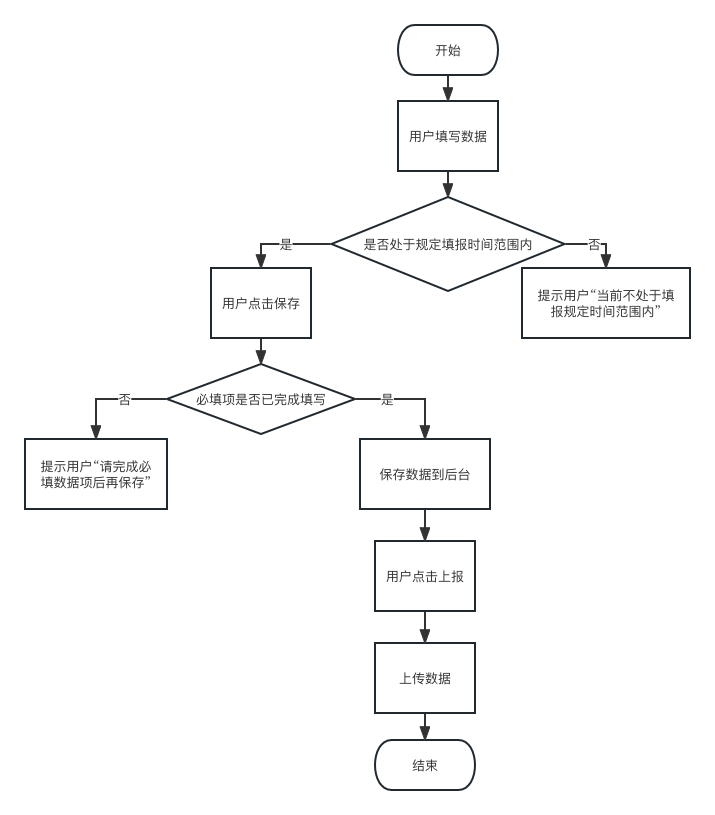 开始
用户填写数据
是否处于规定填报时间范围内
是
否
用户点击保存
提示用户“当前不处于填
报规定时间范围内”
必填项是否已完成填写
否
是
提示用户“请完成必
填数据项后再保存”
保存数据到后台
用户点击上报
上传数据
结束